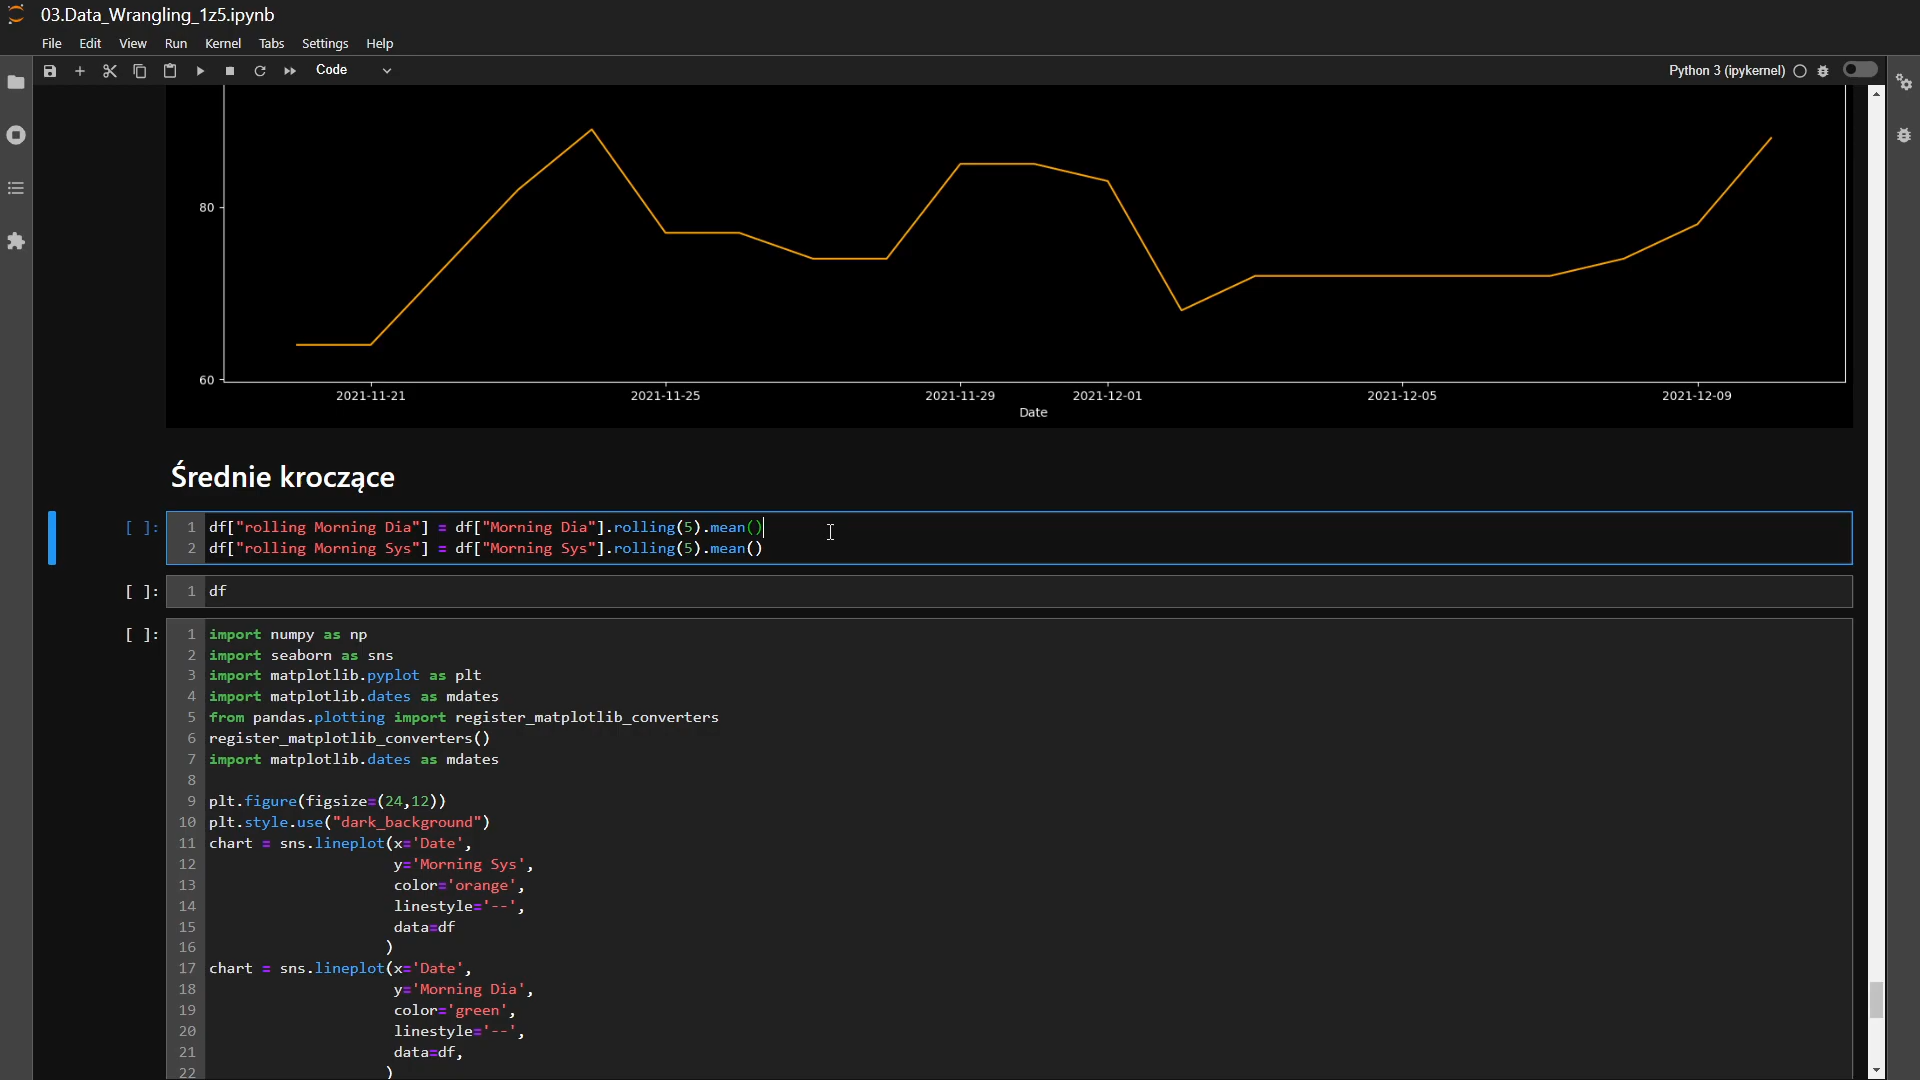 03.Data_Wrangling_1z5.ipynb
File Edit View Run Kernel Tabs Settings Help
Code
Python 3 (ipykernel)
80
60
2021-11-21 2021-11-25 2021-11-29 2021-12-01 2021-12-05 2021-12-09
Date
Średnie kroczące
[ ]: 1 df["rolling Morning Dia"] = df["Morning Dia"].rolling(5).mean()
2 df["rolling Morning Sys"] = df["Morning Sys"].rolling(5).mean()
[ ]: 1 df
[ ]: 1 import numpy as np
2 import seaborn as sns
3 import matplotlib.pyplot as plt
4 import matplotlib.dates as mdates
5 from pandas.plotting import register_matplotlib_converters
6 register_matplotlib_converters()
7 import matplotlib.dates as mdates
8
9 plt.figure(figsize=(24,12))
10 plt.style.use("dark_background")
11 chart = sns.lineplot(x='Date',
12 y='Morning Sys',
13 color='orange',
14 linestyle='--',
15 data=df
16 )
17 chart = sns.lineplot(x='Date',
18 y='Morning Dia',
19 color='green',
20 linestyle='--',
21 data=df,
22 )